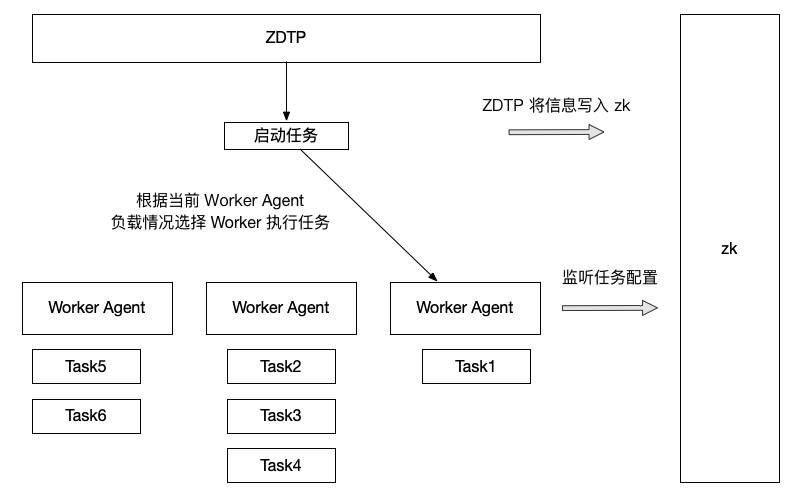 ZDTP
ZDTP 将信息写入 zk
启动任务
根据当前 Worker Agent
负载情况选择 Worker 执行任务
zk
监听任务配置
Worker Agent
Worker Agent
Worker Agent
Task5
Task2
Task1
Task6
Task3
Task4